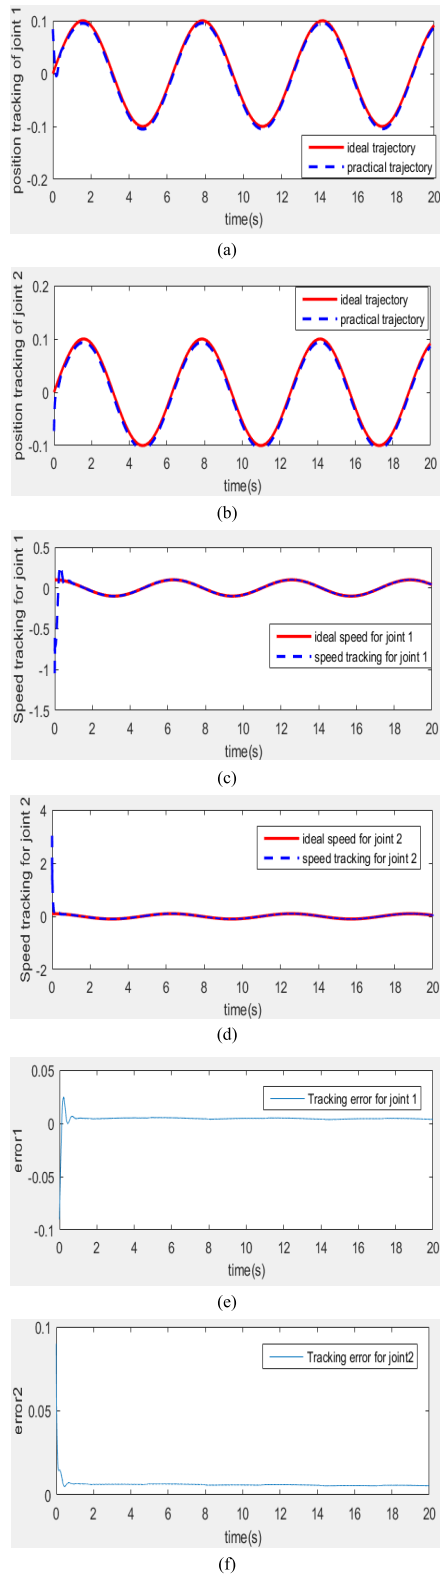 position tracking of joint 1
0.1
0
-0.1
-0.2
ideal trajectory
practical trajectory
0 2 4 6 8 10 12 14 16 18 20
time(s)
(a)
position tracking of joint 2
0.2
0.1
0
-0.1
ideal trajectory
practical trajectory
0 2 4 6 8 10 12 14 16 18 20
time(s)
(b)
Speed tracking for joint 1
0.5
0
-0.5
-1
-1.5
ideal speed for joint 1
speed tracking for joint 1
0 2 4 6 8 10 12 14 16 18 20
time(s)
(c)
Speed tracking for joint 2
4
2
0
-2
ideal speed for joint 2
speed tracking for joint 2
0 2 4 6 8 10 12 14 16 18 20
time(s)
(d)
error1
0.05
0
-0.05
-0.1
Tracking error for joint 1
0 2 4 6 8 10 12 14 16 18 20
time(s)
(e)
error2
0.1
0.05
0
Tracking error for joint2
0 2 4 6 8 10 12 14 16 18 20
time(s)
(f)